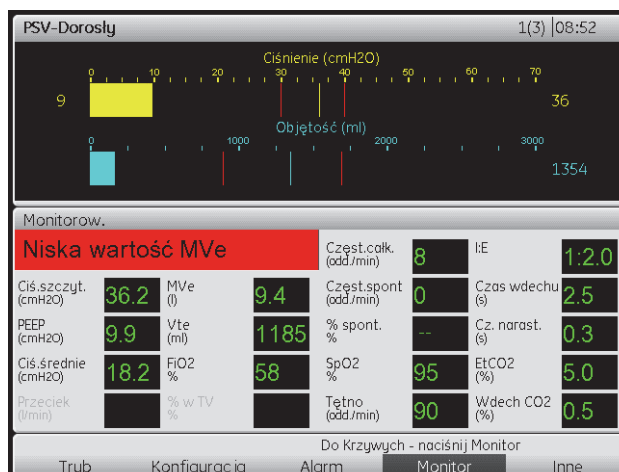 PSV-Dorosły 1(3) 08:52
Ciśnienie (cmH2O)
0 10 20 30 40 50 60 70
9 36
Objętość (ml)
0 1000 2000 3000
1354
Monitorow.
Niska wartość MVe
Częst.całk. (odd./min) 8 I:E 1:2.0
Ciś.szczyt. (cmH2O) 36.2 MVe (l) 9.4 Częst.spont (odd./min) 0 Czas wdechu (s) 2.5
PEEP (cmH2O) 9.9 Vte (ml) 1185 % spont. % -- Cz. narast. (s) 0.3
Ciś.średnie (cmH2O) 18.2 FiO2 % 58 SpO2 % 95 EtCO2 (%) 5.0
Przeciek (l/min) % w TV % Tętno (odd./min) 90 Wdech CO2 (%) 0.5
Do Krzywych - naciśnij Monitor
Tryb Konfiguracja Alarm Monitor Inne